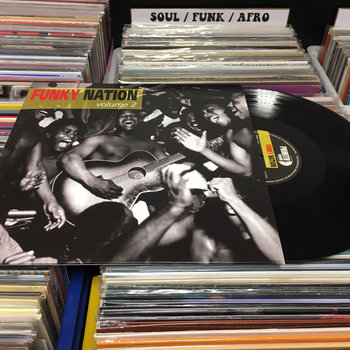 SOUL / FUNK / AFRO
FUNKY NATION
volume 2